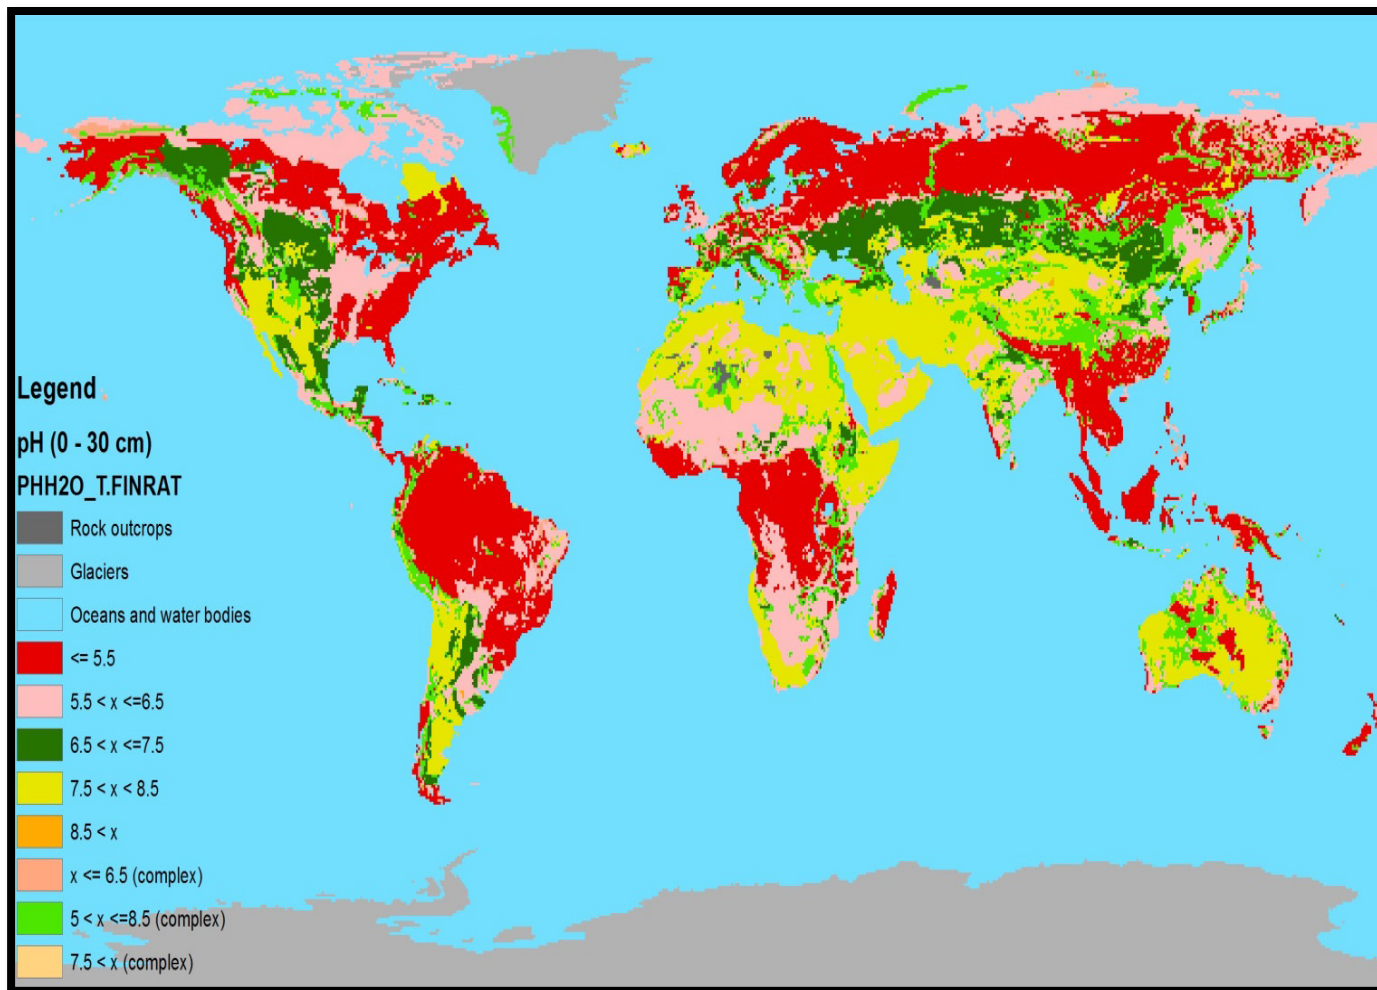 Legend
pH (0 - 30 cm)
PHH2O_T.FINRAT
Rock outcrops
Glaciers
Oceans and water bodies
<= 5.5
5.5 < x <=6.5
6.5 < x <=7.5
7.5 < x < 8.5
8.5 < x
x <= 6.5 (complex)
5 < x <=8.5 (complex)
7.5 < x (complex)